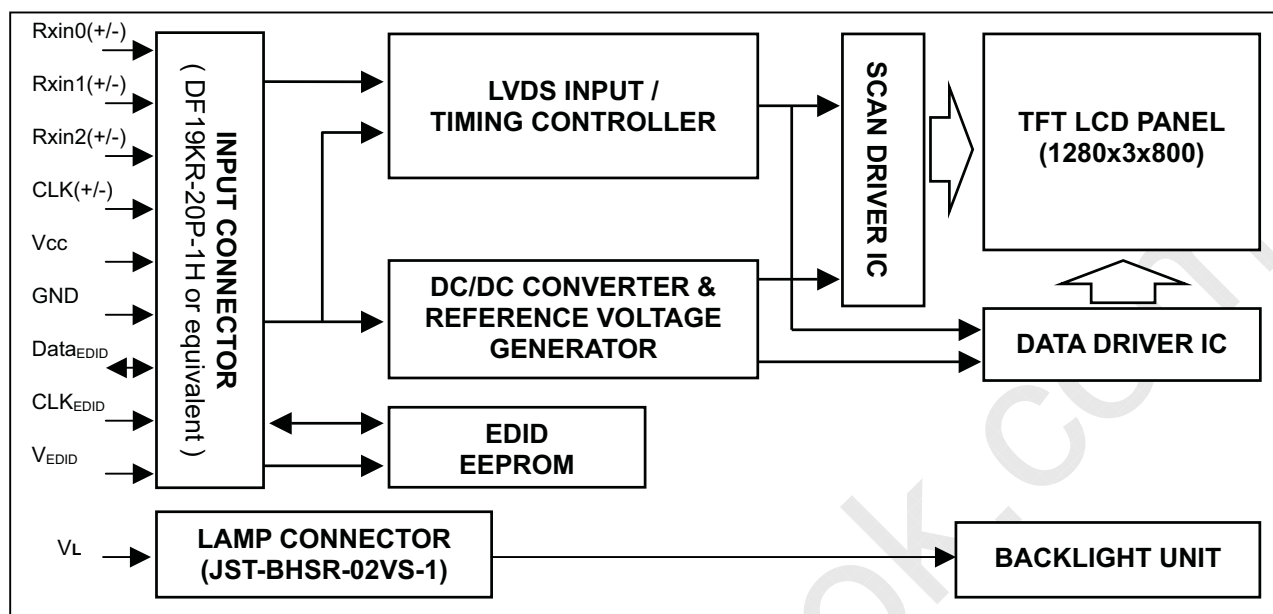 Rxin0(+/-)
Rxin1(+/-)
Rxin2(+/-)
CLK(+/-)
Vcc
GND
DataEDID
CLKEDID
VEDID
INPUT CONNECTOR
( DF19KR-20P-1H or equivalent )
LVDS INPUT /
TIMING CONTROLLER
DC/DC CONVERTER &
REFERENCE VOLTAGE
GENERATOR
EDID
EEPROM
SCAN DRIVER IC
TFT LCD PANEL
(1280x3x800)
DATA DRIVER IC
VL
LAMP CONNECTOR
(JST-BHSR-02VS-1)
BACKLIGHT UNIT
ok.com